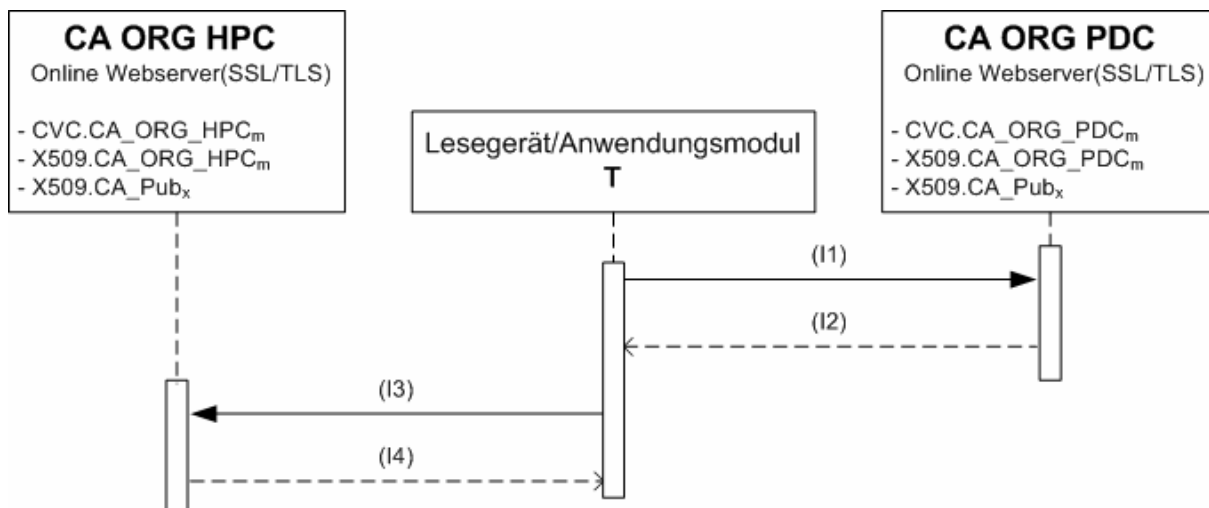 CA ORG HPC
Online Webserver(SSL/TLS)
- CVC.CA_ORG_HPCm
- X509.CA_ORG_HPCm
- X509.CA_Pubx
Lesegerät/Anwendungsmodul
T
CA ORG PDC
Online Webserver(SSL/TLS)
- CVC.CA_ORG_PDCm
- X509.CA_ORG_PDCm
- X509.CA_Pubx
(I1)
(I2)
(I3)
(I4)